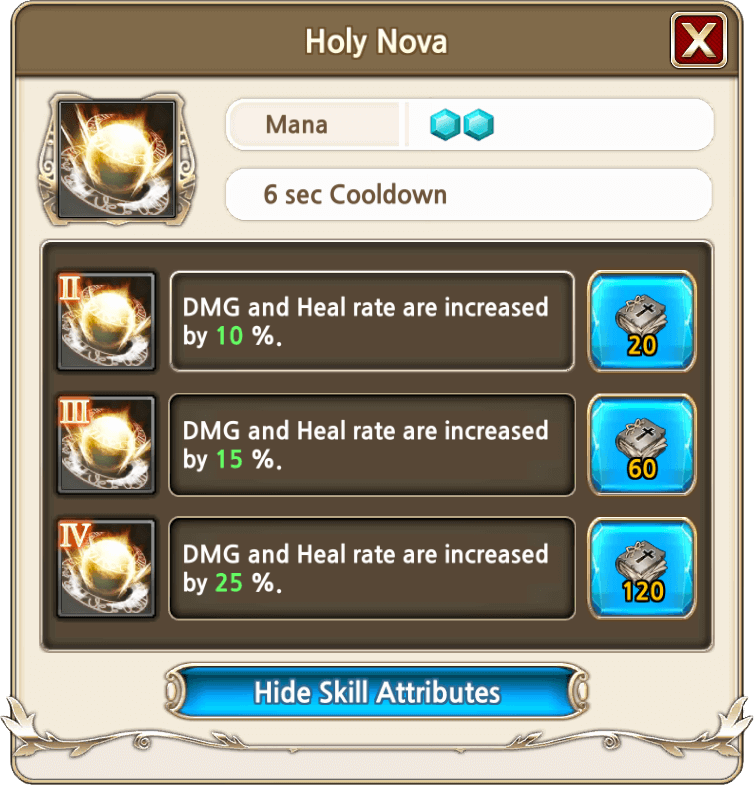 Holy Nova
X
Mana
6 sec Cooldown
II
DMG and Heal rate are increased
by 10 %.
20
III
DMG and Heal rate are increased
by 15 %.
60
IV
DMG and Heal rate are increased
by 25 %.
120
Hide Skill Attributes